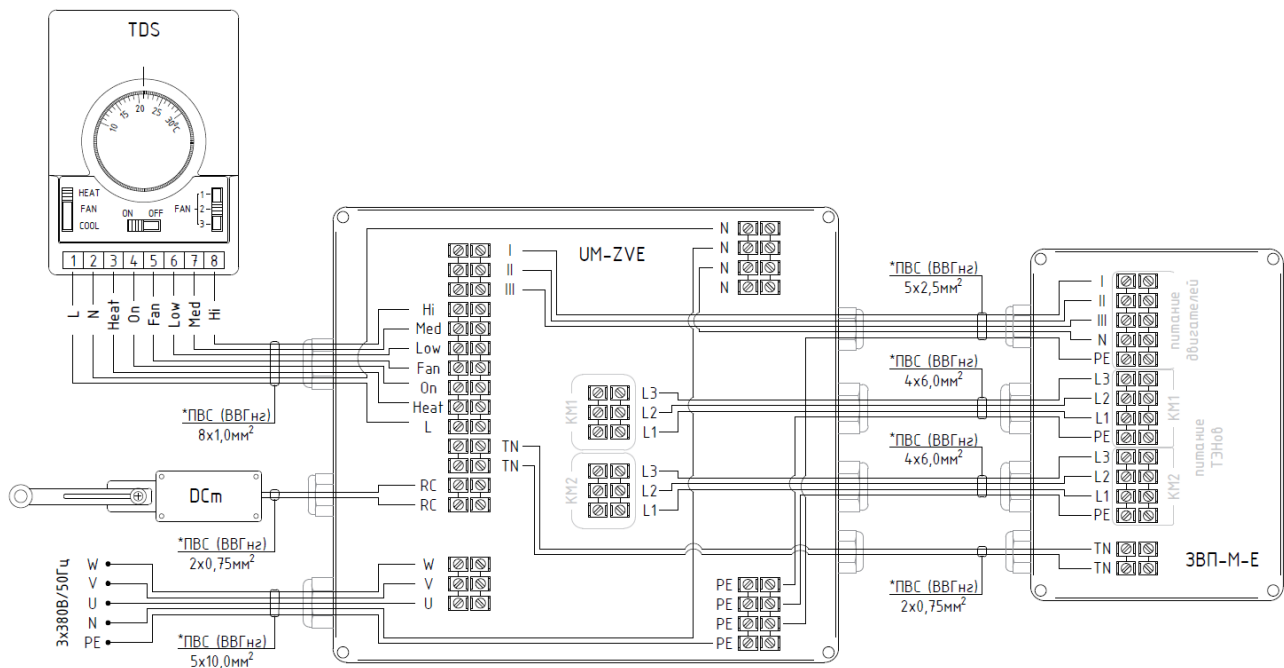 TDS
10
15
20
25
30°C
HEAT
FAN
COOL
ON OFF
FAN
1
2
3
1 2 3 4 5 6 7 8
L
N
Heat
On
Fan
Low
Med
Hi
*ПВС (ВВГнг)
8x1,0мм²
DCm
*ПВС (ВВГнг)
2x0,75мм²
3x380В/50Гц
W
V
U
N
PE
*ПВС (ВВГнг)
5x10,0мм²
UM-ZVE
I
II
III
Hi
Med
Low
Fan
On
Heat
L
TN
TN
RC
RC
W
V
U
N
N
N
N
KM1
L3
L2
L1
KM2
L3
L2
L1
PE
PE
PE
PE
*ПВС (ВВГнг)
5x2,5мм²
*ПВС (ВВГнг)
4x6,0мм²
*ПВС (ВВГнг)
4x6,0мм²
*ПВС (ВВГнг)
2x0,75мм²
I
II
III
N
PE
питание
двигателей
L3
L2
L1
PE
KM1
L3
L2
L1
PE
KM2
питание
ТЭНов
TN
TN
ЗВП-М-Е